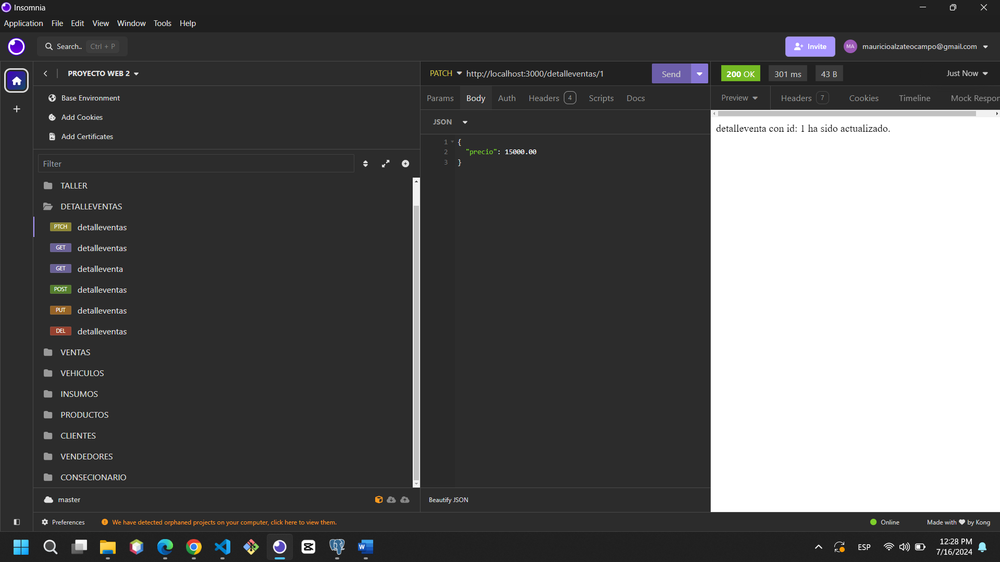 Insomnia
Application File Edit View Window Tools Help
Search.. Ctrl + P
Invite
MA mauricioalzateocampo@gmail.com
PROYECTO WEB 2
Base Environment
Add Cookies
Add Certificates
Filter
TALLER
DETALLEVENTAS
PTCH detalleventas
GET detalleventas
GET detalleventa
POST detalleventas
PUT detalleventas
DEL detalleventas
VENTAS
VEHICULOS
INSUMOS
PRODUCTOS
CLIENTES
VENDEDORES
CONSECIONARIO
master
PATCH http://localhost:3000/detalleventas/1 Send
Params Body Auth Headers 4 Scripts Docs
JSON
1 {
2 "precio": 15000.00
3 }
Beautify JSON
200 OK 301 ms 43 B Just Now
Preview Headers 7 Cookies Timeline Mock Respor
detalleventa con id: 1 ha sido actualizado.
Preferences We have detected orphaned projects on your computer, click here to view them.
Online Made with ❤ by Kong
ESP
12:28 PM
7/16/2024